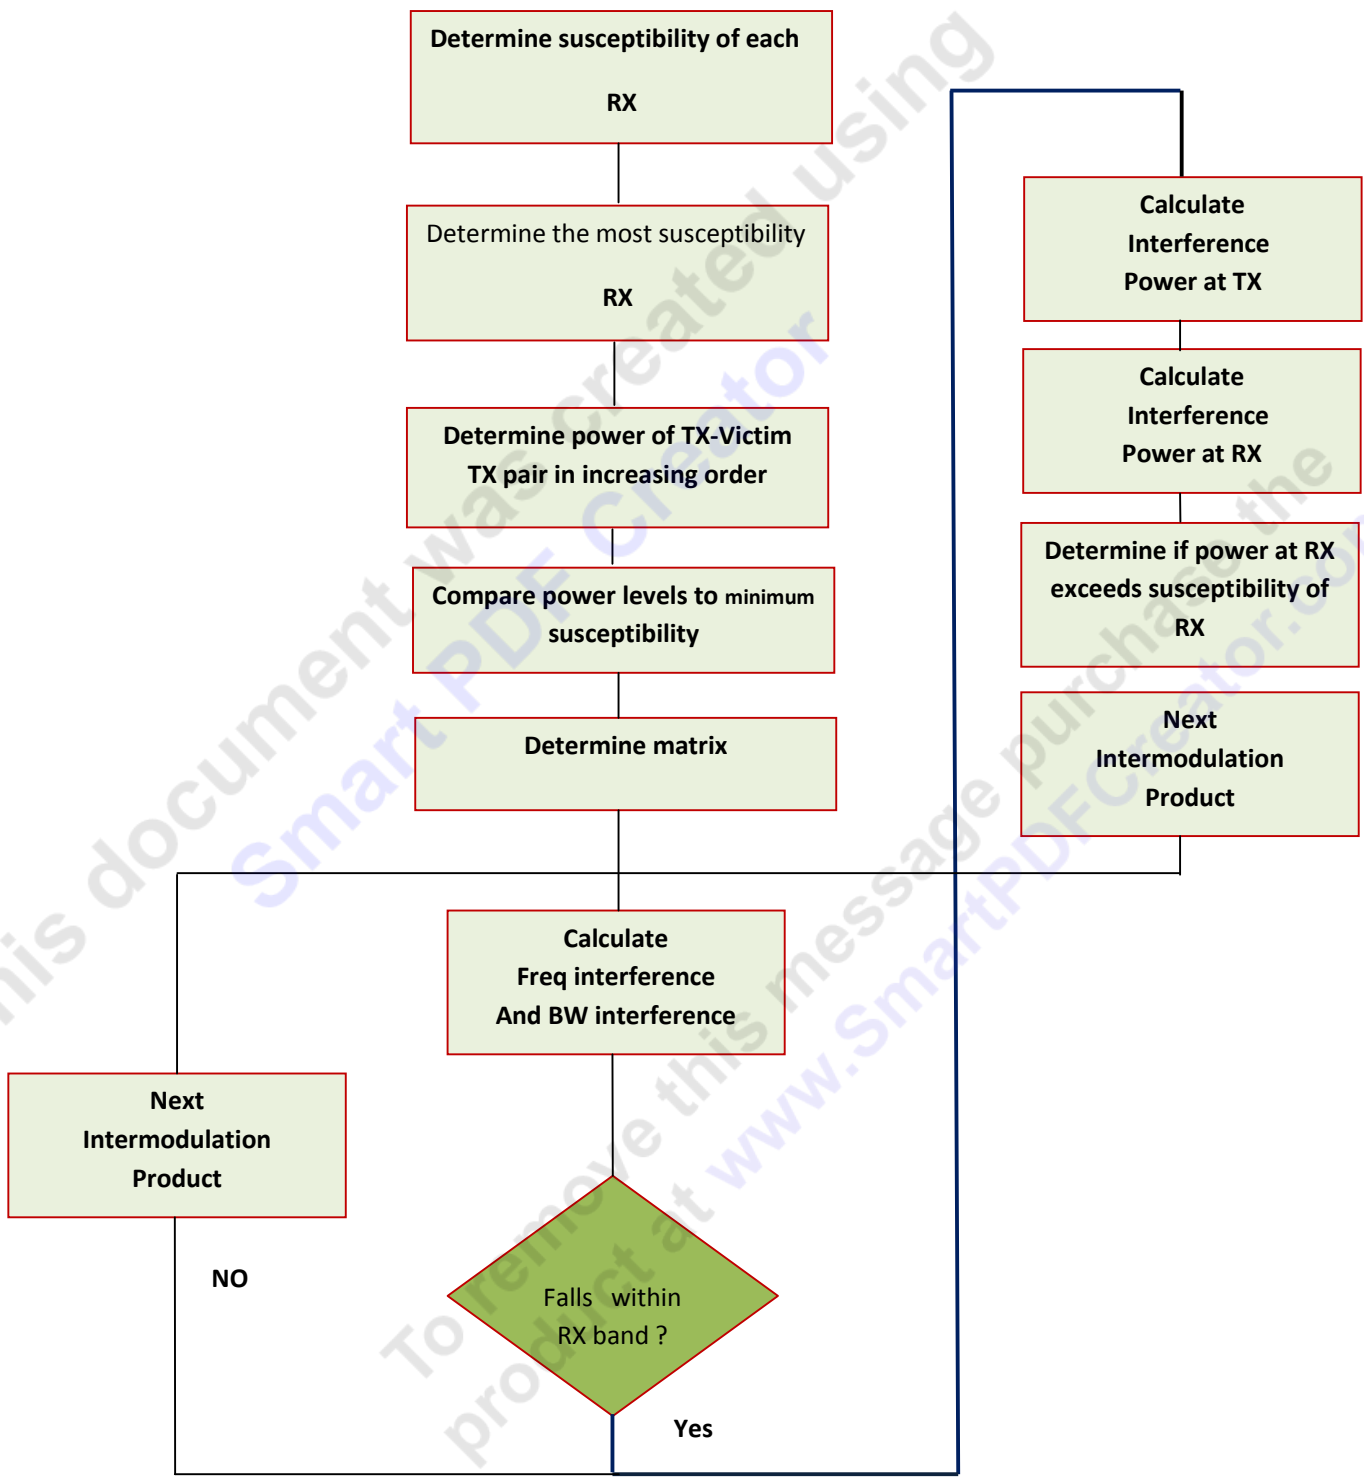 Determine susceptibility of each
RX
Determine the most susceptibility
RX
Determine power of TX-Victim
TX pair in increasing order
Compare power levels to minimum
susceptibility
Determine matrix
Calculate
Freq interference
And BW interference
Next
Intermodulation
Product
NO
Falls within
RX band ?
Yes
Calculate
Interference
Power at TX
Calculate
Interference
Power at RX
Determine if power at RX
exceeds susceptibility of
RX
Next
Intermodulation
Product
his document was created using
Smart PDF Creator
To remove this message purchase the
product at www.SmartPDFCreator.com